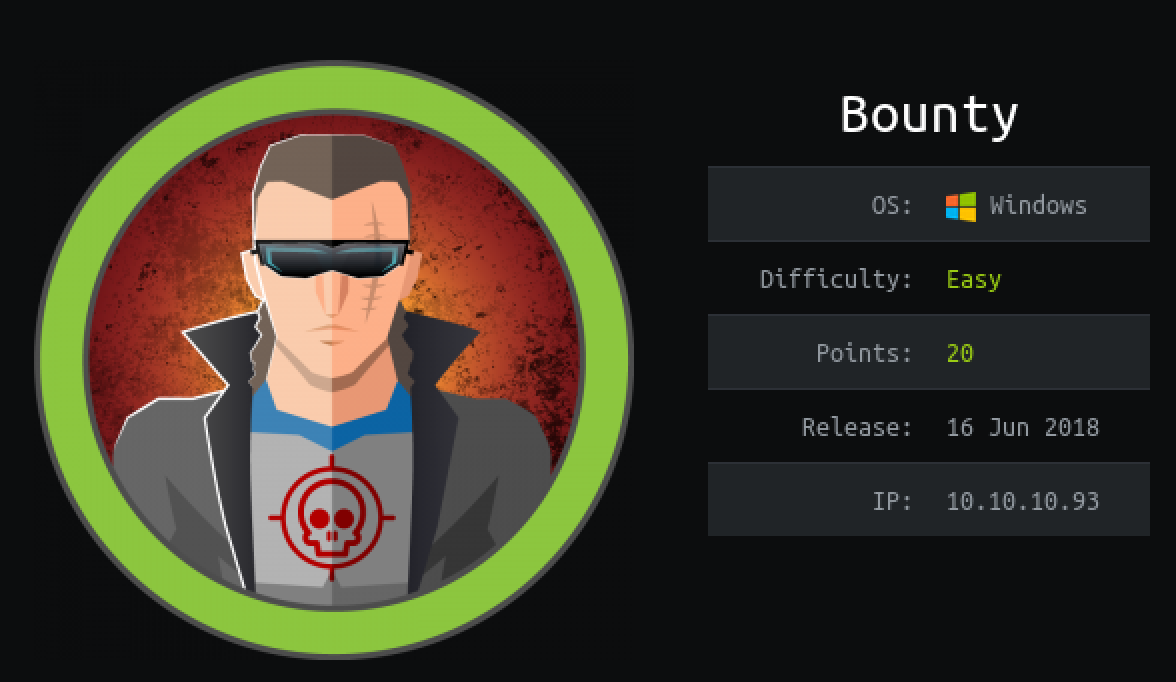 Bounty
OS: Windows
Difficulty: Easy
Points: 20
Release: 16 Jun 2018
IP: 10.10.10.93